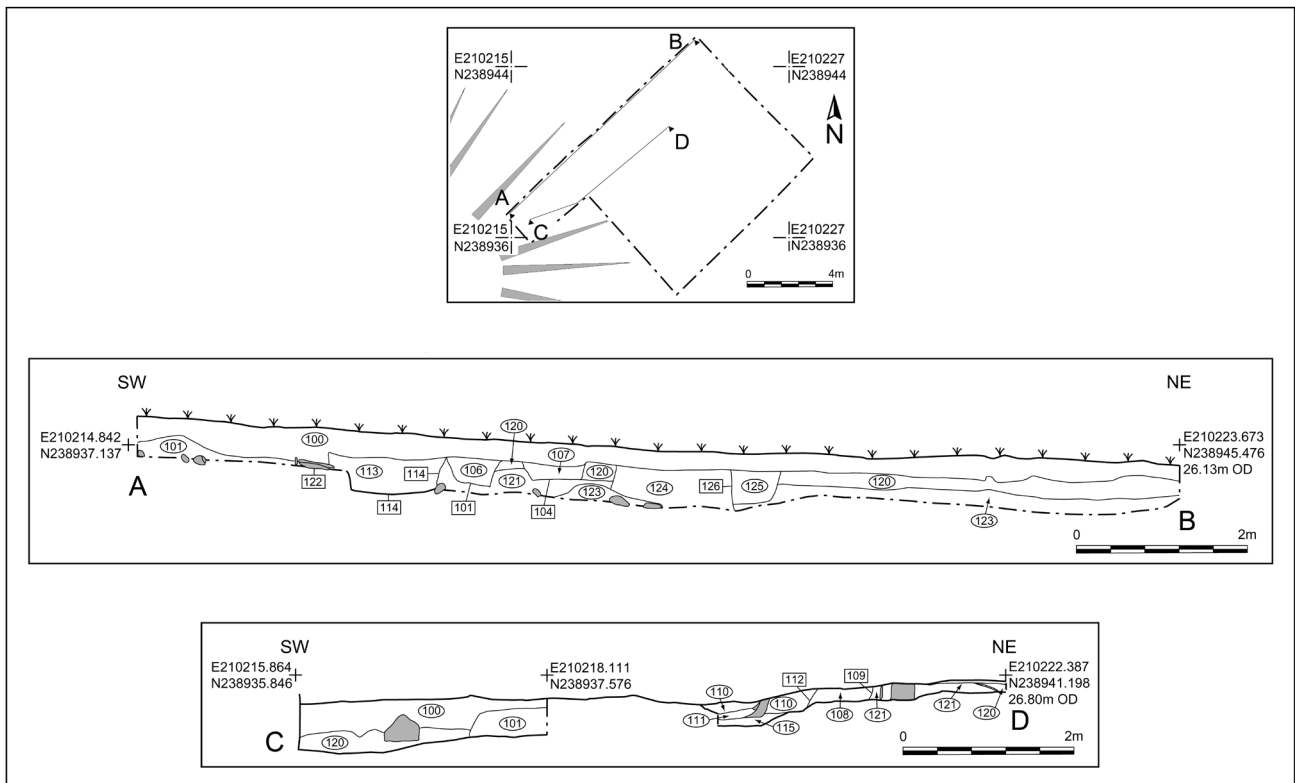 B
E210215
N238944
E210227
N238944
N
D
A
E210215
N238936
C
E210227
N238936
0 4m
SW
NE
E210214.842
N238937.137
101
100
122
113
114
114
106
101
120
121
107
104
120
123
124
126
125
120
123
E210223.673
N238945.476
26.13m OD
A
B
0 2m
SW
NE
E210215.864
N238935.846
E210218.111
N238937.576
E210222.387
N238941.198
26.80m OD
100
101
120
110
111
110
115
112
108
109
121
121
120
C
D
0 2m